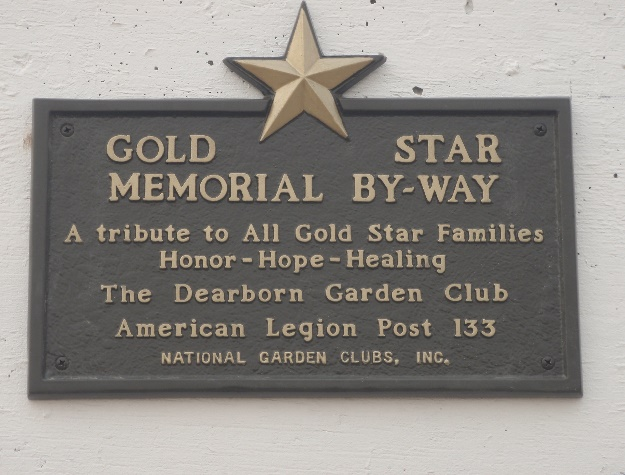 GOLD STAR
MEMORIAL BY-WAY
A tribute to All Gold Star Families
Honor-Hope-Healing
The Dearborn Garden Club
American Legion Post 133
NATIONAL GARDEN CLUBS, INC.